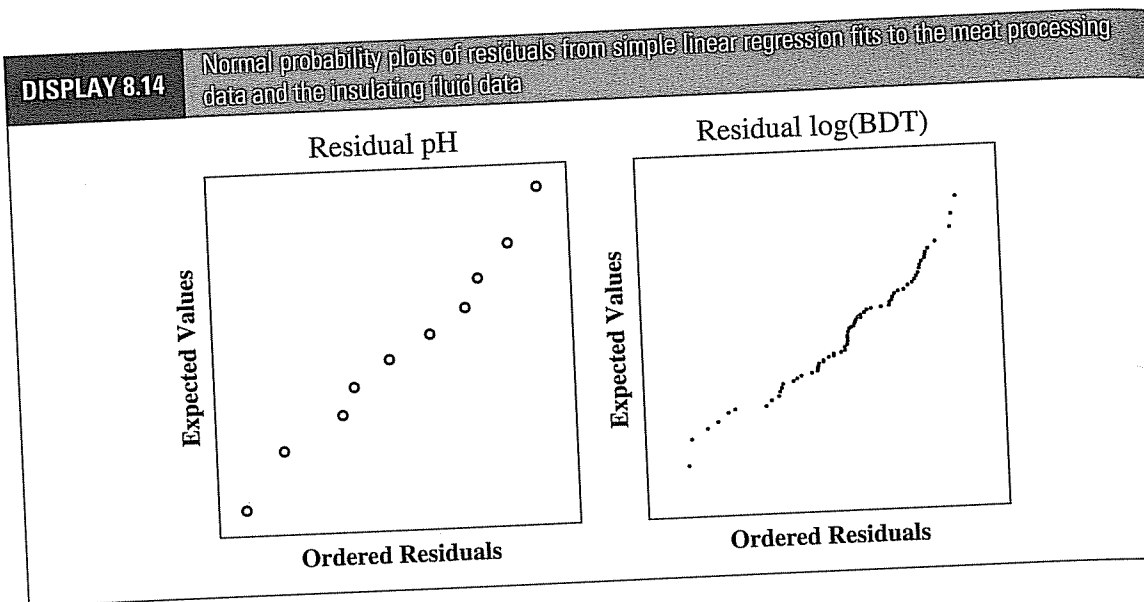 DISPLAY 8.14
Normal probability plots of residuals from simple linear regression fits to the meat processing
data and the insulating fluid data
Residual pH
Residual log(BDT)
Expected Values
Expected Values
Ordered Residuals
Ordered Residuals